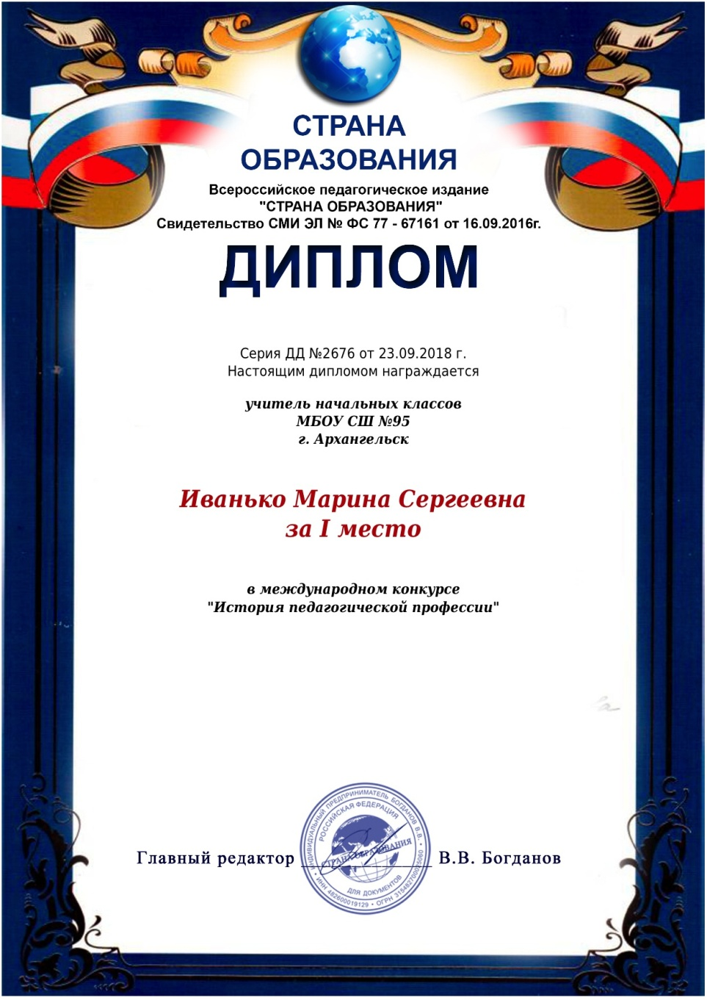 СТРАНА
ОБРАЗОВАНИЯ
Всероссийское педагогическое издание
"СТРАНА ОБРАЗОВАНИЯ"
Свидетельство СМИ ЭЛ № ФС 77 - 67161 от 16.09.2016г.
ДИПЛОМ
Серия ДД №2676 от 23.09.2018 г.
Настоящим дипломом награждается
учитель начальных классов
МБОУ СШ №95
г. Архангельск
Иванько Марина Сергеевна
за I место
в международном конкурсе
"История педагогической профессии"
Главный редактор
В.В. Богданов
ИНДИВИДУАЛЬНЫЙ ПРЕДПРИНИМАТЕЛЬ БОГДАНОВ В.В.
РОССИЙСКАЯ ФЕДЕРАЦИЯ
СТРАНА ОБРАЗОВАНИЯ
ДЛЯ ДОКУМЕНТОВ
ИНН 482600019129 • ОГРН 315482700025060